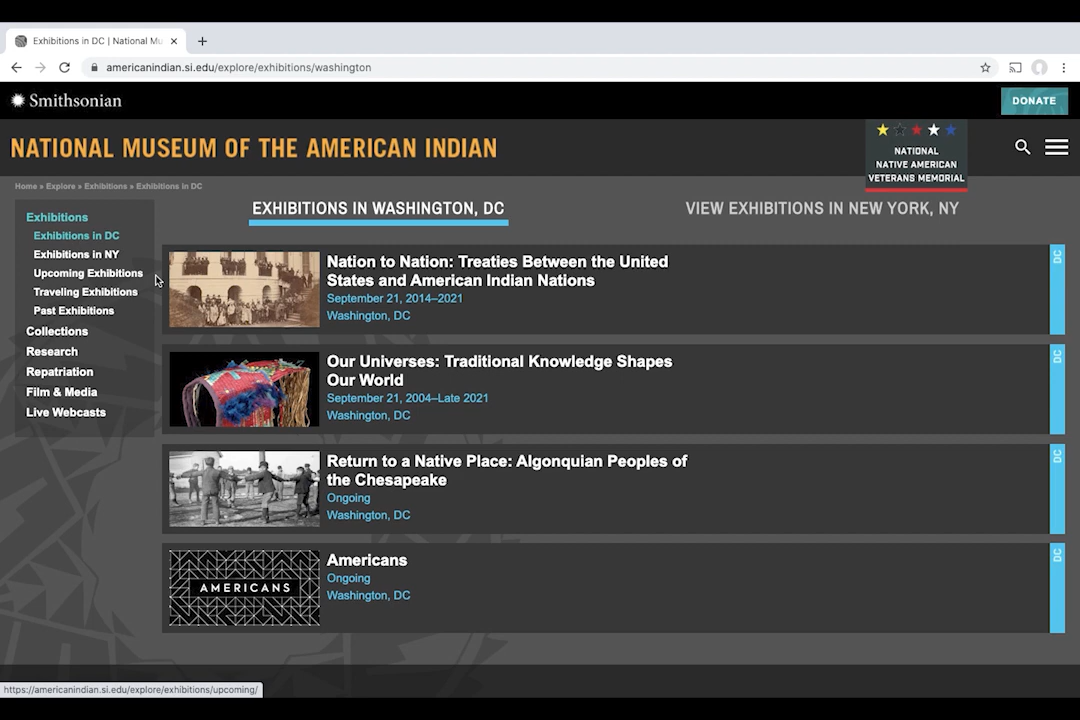 Exhibitions in DC | National Mu
americanindian.si.edu/explore/exhibitions/washington
Smithsonian
DONATE
NATIONAL MUSEUM OF THE AMERICAN INDIAN
NATIONAL
NATIVE AMERICAN
VETERANS MEMORIAL
Home » Explore » Exhibitions » Exhibitions in DC
Exhibitions
Exhibitions in DC
Exhibitions in NY
Upcoming Exhibitions
Traveling Exhibitions
Past Exhibitions
Collections
Research
Repatriation
Film & Media
Live Webcasts
EXHIBITIONS IN WASHINGTON, DC
VIEW EXHIBITIONS IN NEW YORK, NY
Nation to Nation: Treaties Between the United
States and American Indian Nations
September 21, 2014–2021
Washington, DC
DC
Our Universes: Traditional Knowledge Shapes
Our World
September 21, 2004–Late 2021
Washington, DC
DC
Return to a Native Place: Algonquian Peoples of
the Chesapeake
Ongoing
Washington, DC
DC
AMERICANS
Americans
Ongoing
Washington, DC
DC
https://americanindian.si.edu/explore/exhibitions/upcoming/